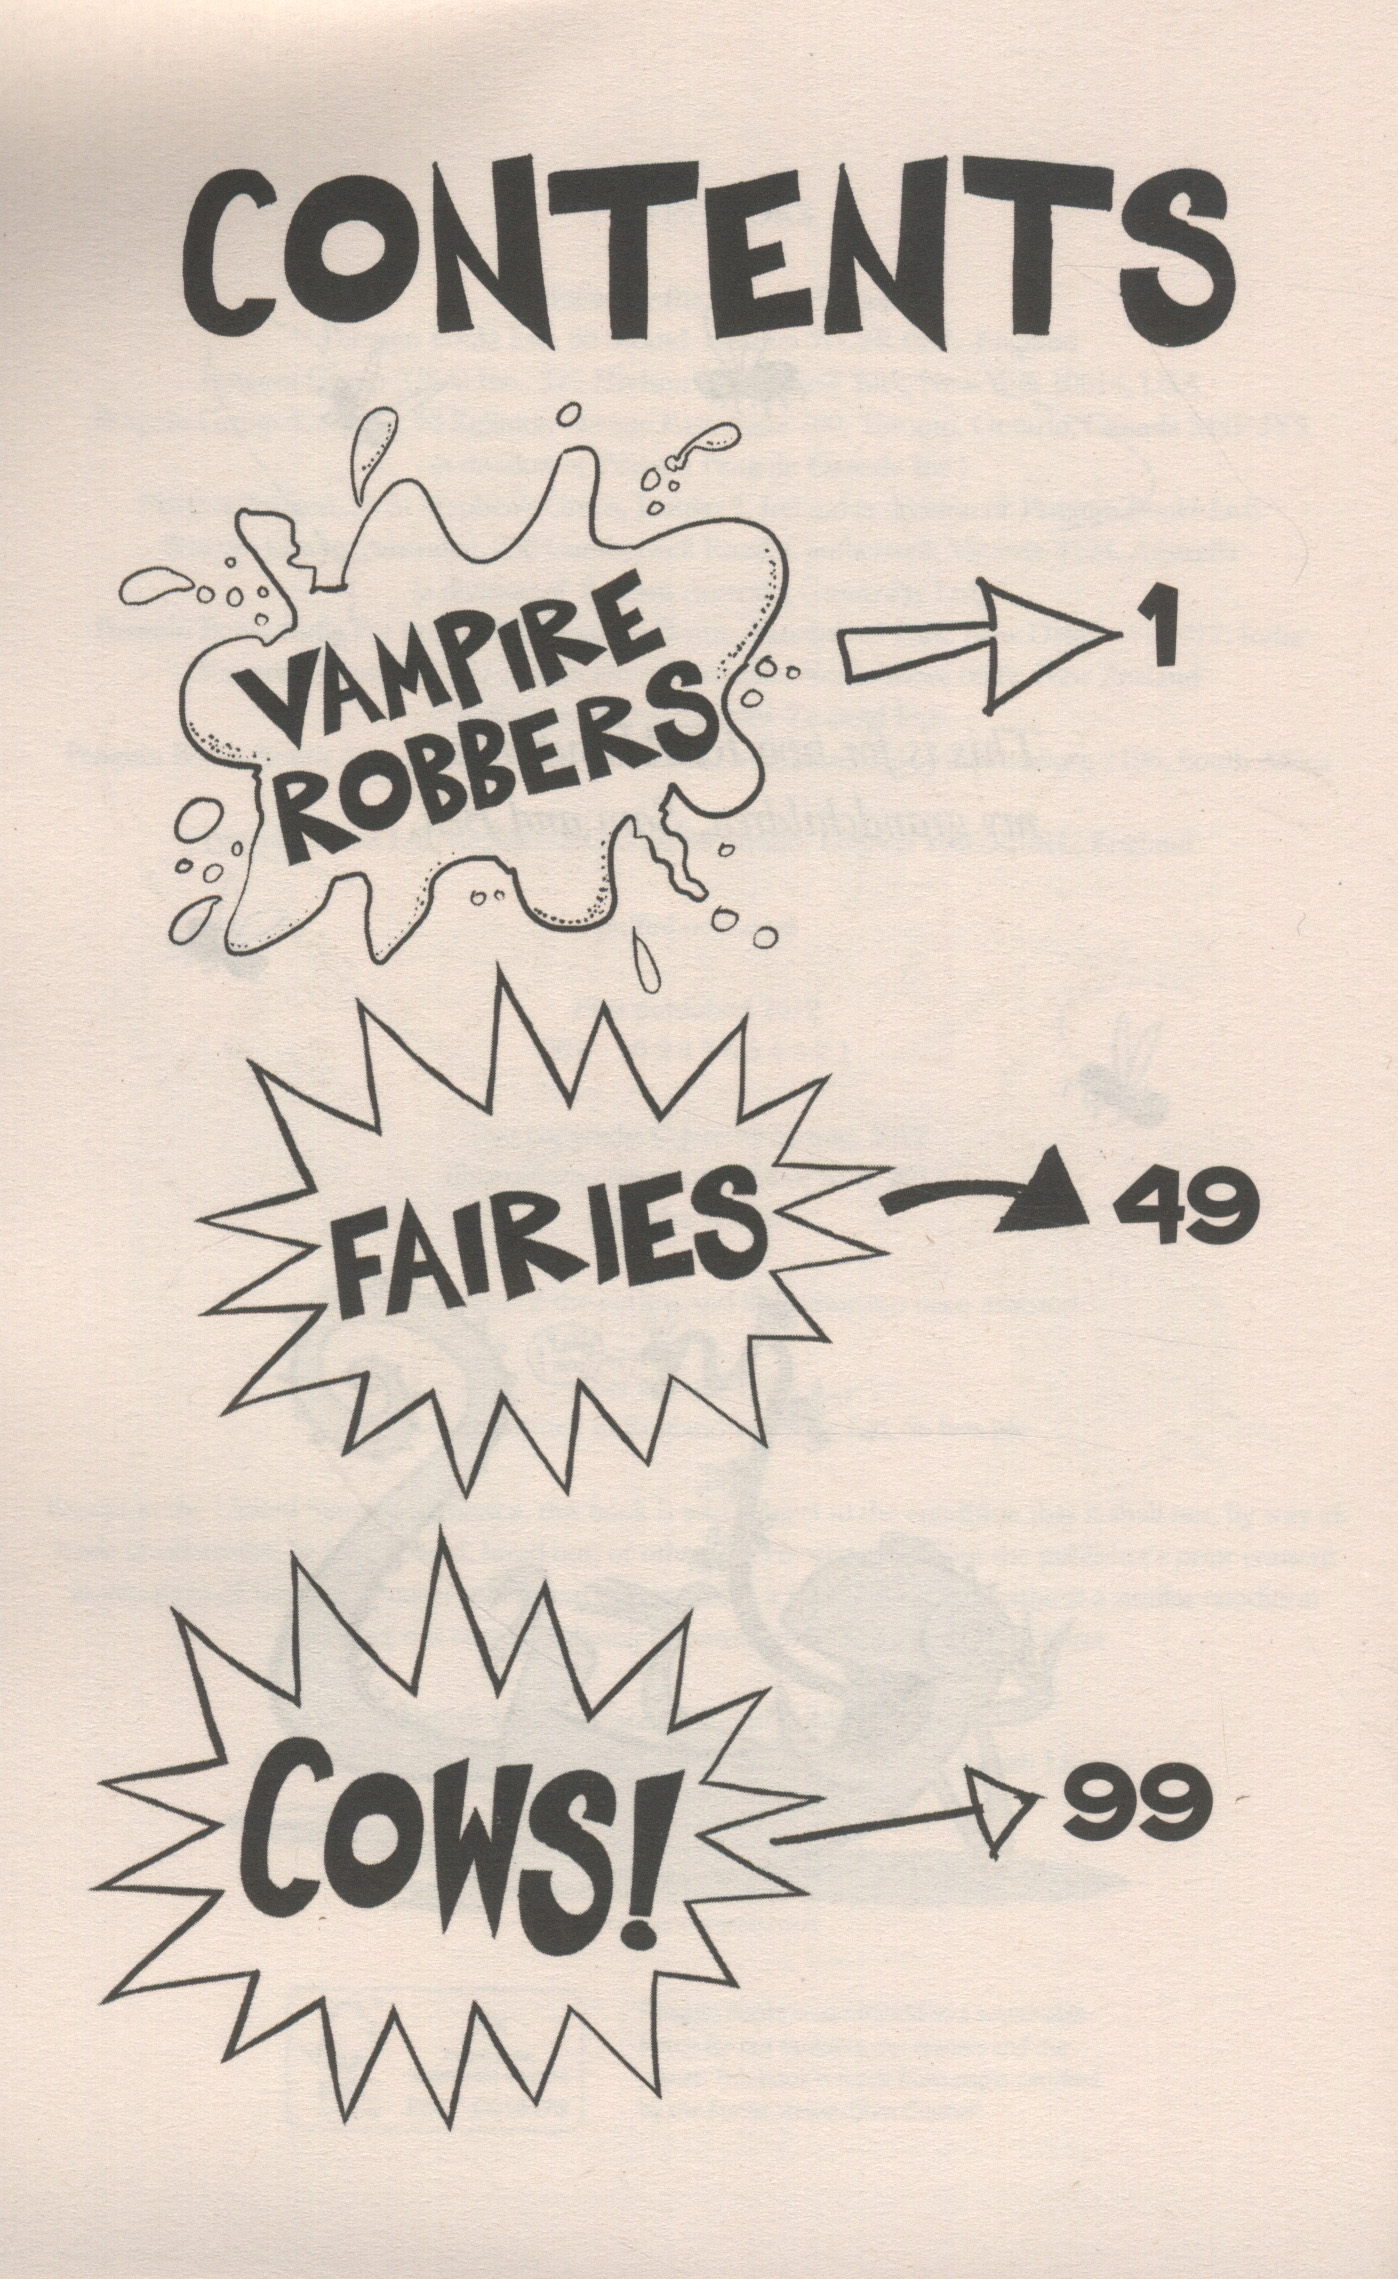 CONTENTS
VAMPIRE
ROBBERS
1
FAIRIES
49
COWS!
99